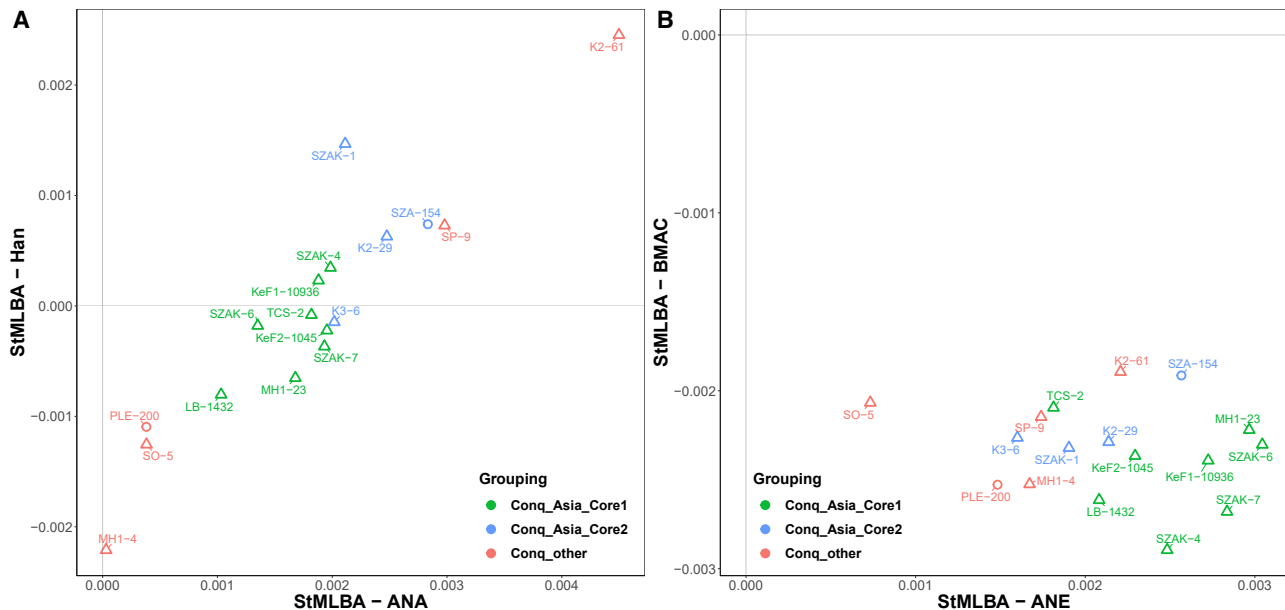 A
StMLBA − Han
0.002
0.001
0.000
−0.001
−0.002
K2−61
SZAK−1
SZA−154
SP−9
K2−29
SZAK−4
KeF1−10936
SZAK−6
TCS−2
K3−6
KeF2−1045
SZAK−7
MH1−23
LB−1432
PLE−200
SO−5
MH1−4
Grouping
Conq_Asia_Core1
Conq_Asia_Core2
Conq_other
0.000
0.001
0.002
0.003
0.004
StMLBA − ANA
B
StMLBA − BMAC
0.000
−0.001
−0.002
−0.003
K2−61
SZA−154
SO−5
TCS−2
SP−9
MH1−23
K3−6
K2−29
SZAK−1
SZAK−6
KeF2−1045
KeF1−10936
PLE−200
MH1−4
LB−1432
SZAK−7
SZAK−4
Grouping
Conq_Asia_Core1
Conq_Asia_Core2
Conq_other
0.000
0.001
0.002
0.003
StMLBA − ANE